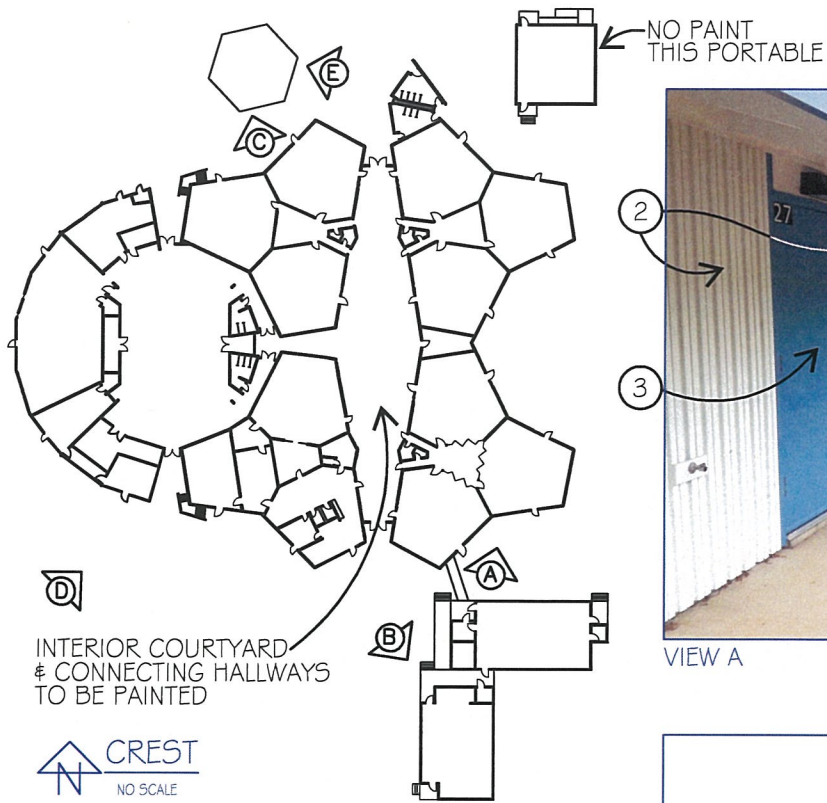 NO PAINT
THIS PORTABLE
E
C
2
27
3
A
B
D
INTERIOR COURTYARD
& CONNECTING HALLWAYS
TO BE PAINTED
VIEW A
N
CREST
NO SCALE